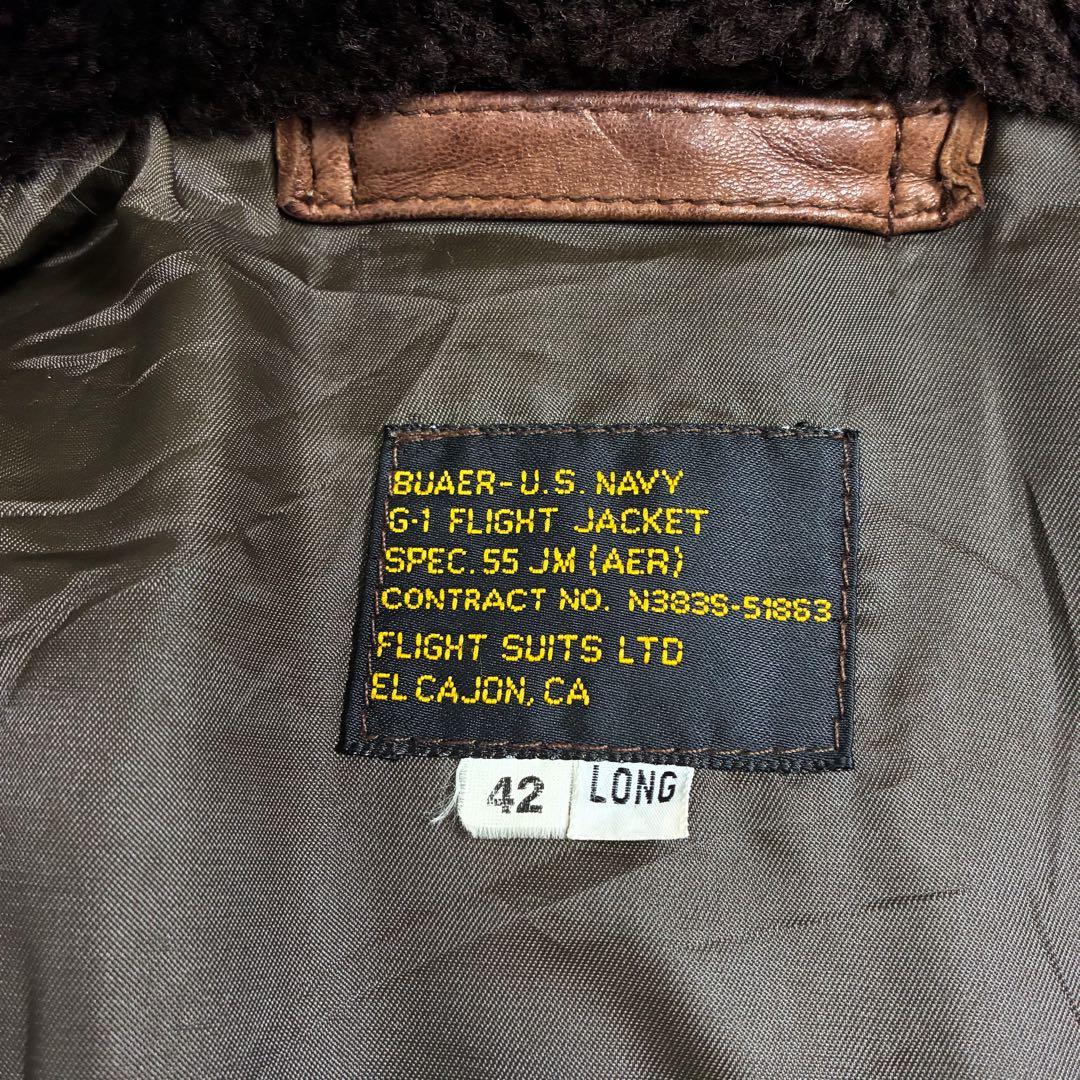 BUAER-U.S. NAVY
G-1 FLIGHT JACKET
SPEC. 55 JM (AER)
CONTRACT NO. N383S-51863
FLIGHT SUITS LTD
EL CAJON, CA
42 LONG